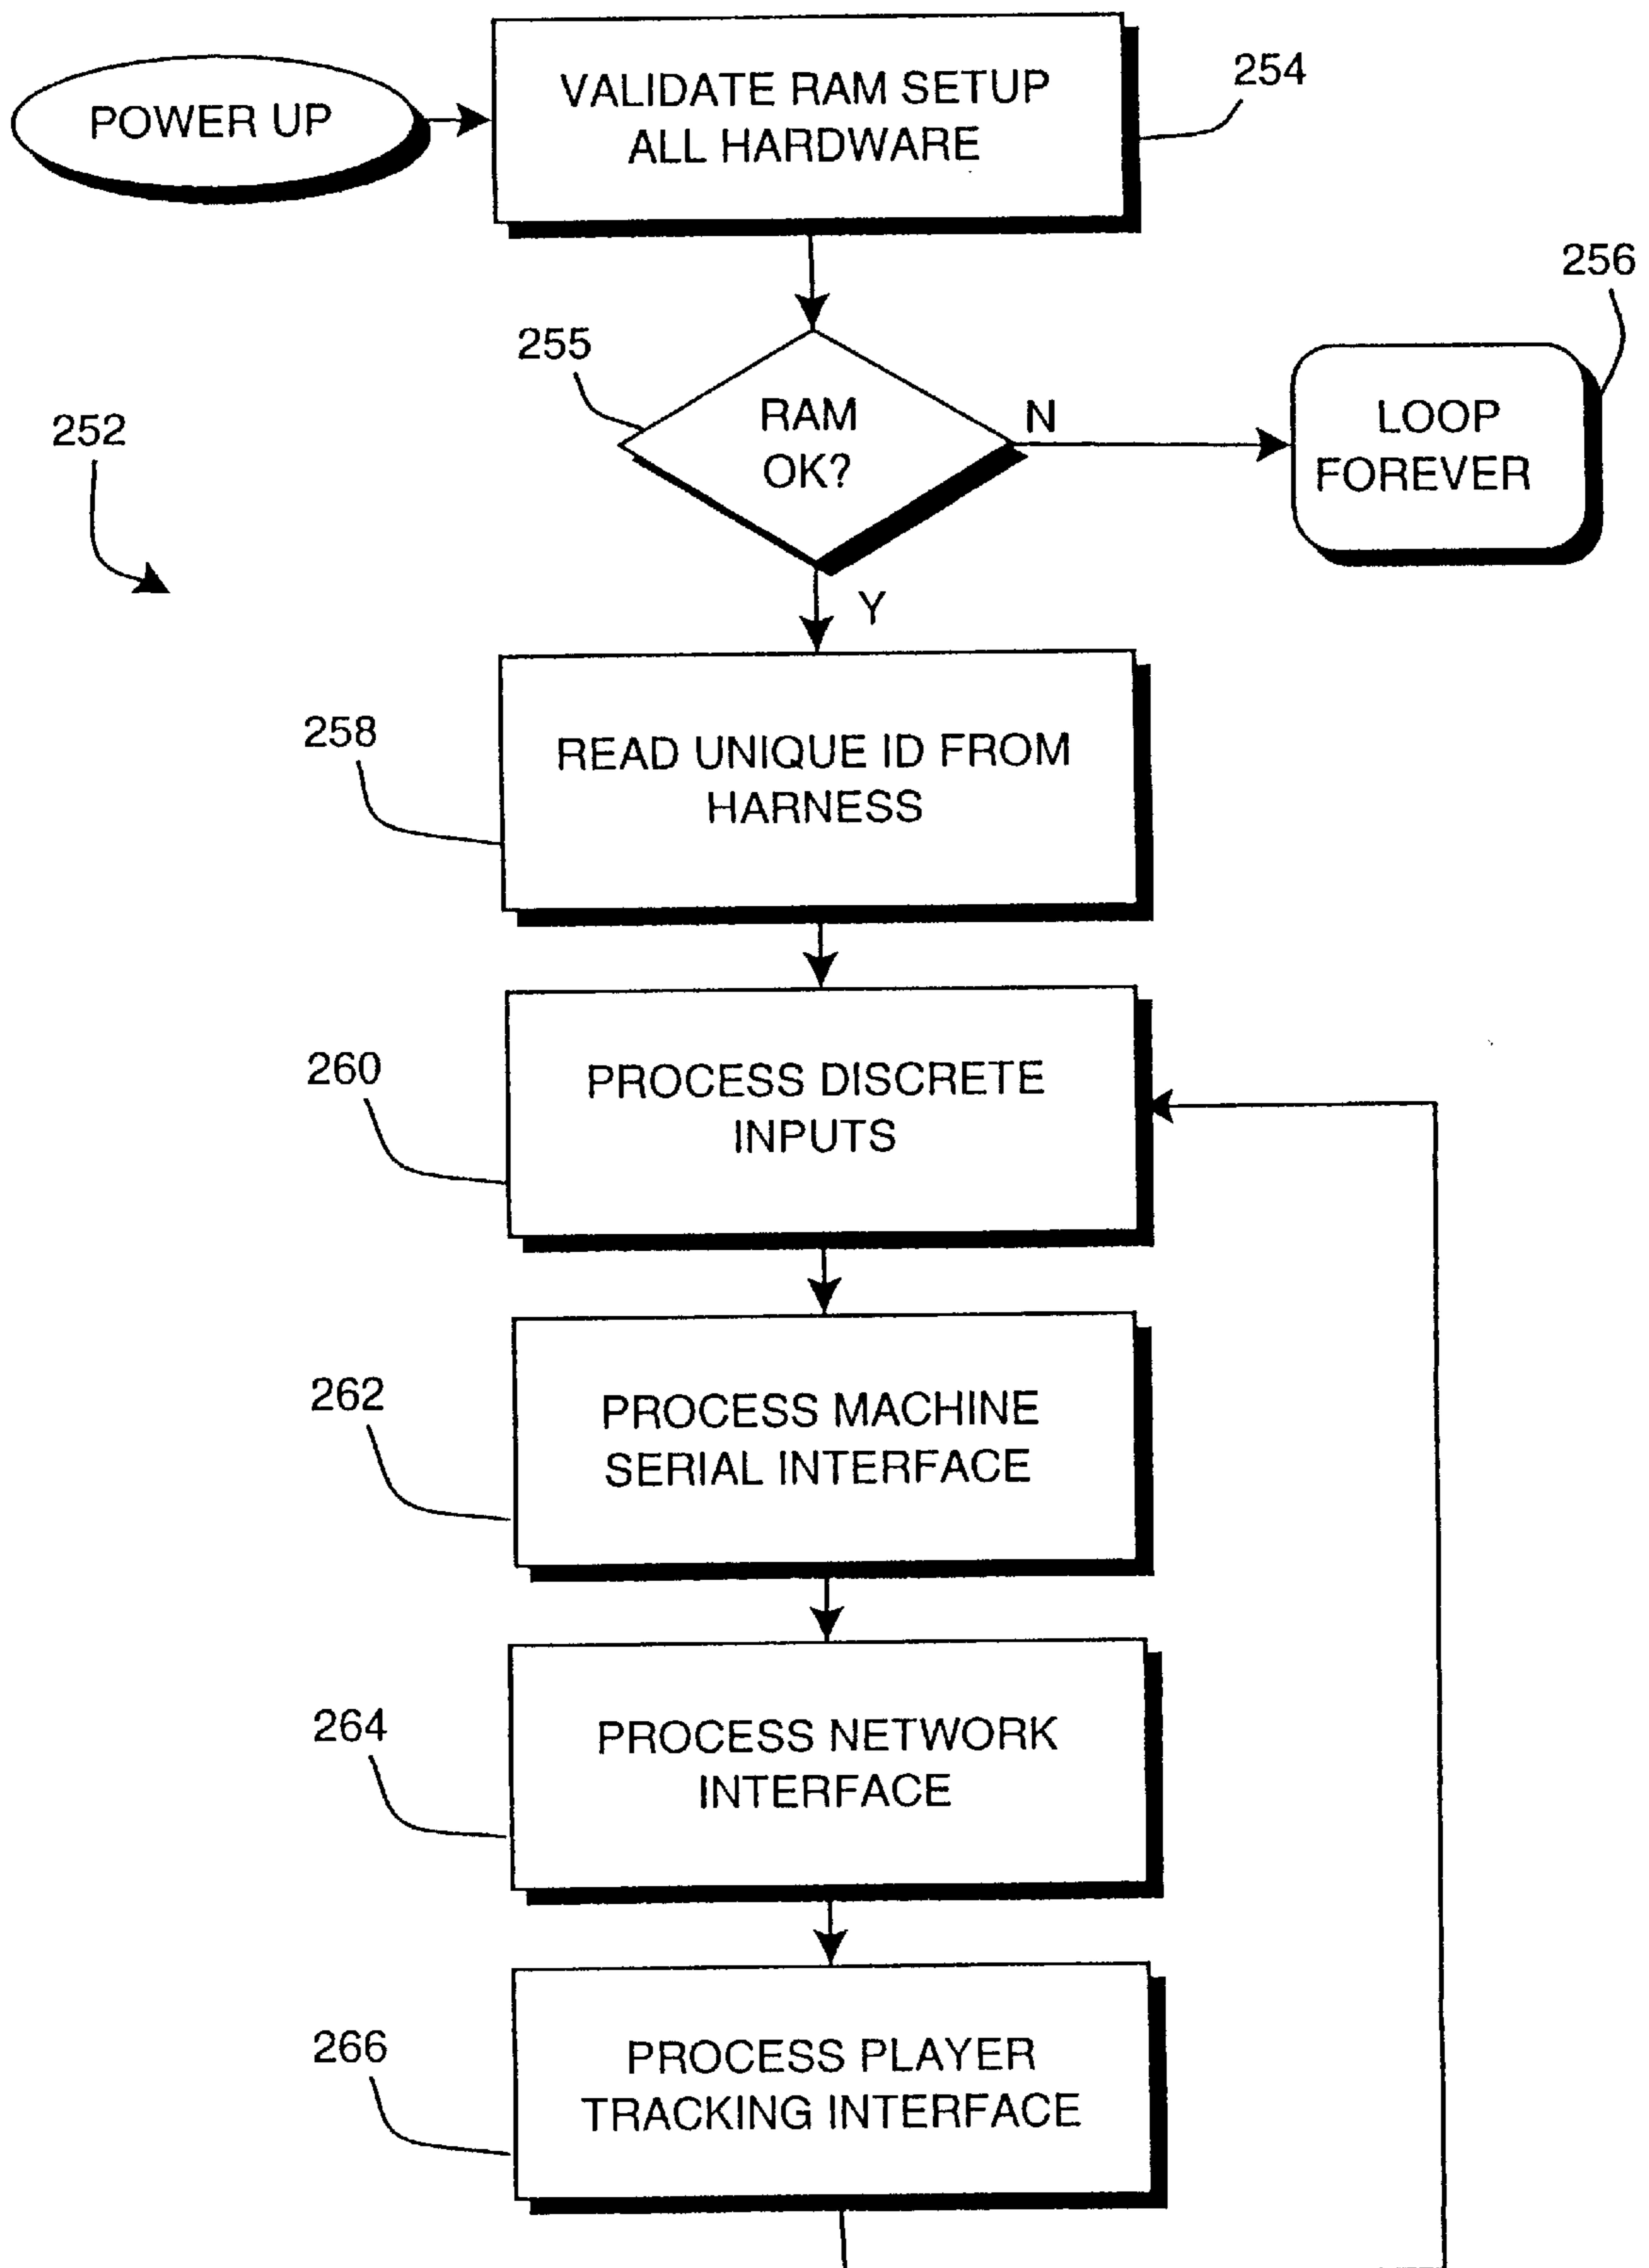 POWER UP
VALIDATE RAM SETUP
ALL HARDWARE
254
256
255
RAM
OK?
N
LOOP
FOREVER
252
Y
258
READ UNIQUE ID FROM
HARNESS
260
PROCESS DISCRETE
INPUTS
262
PROCESS MACHINE
SERIAL INTERFACE
264
PROCESS NETWORK
INTERFACE
266
PROCESS PLAYER
TRACKING INTERFACE